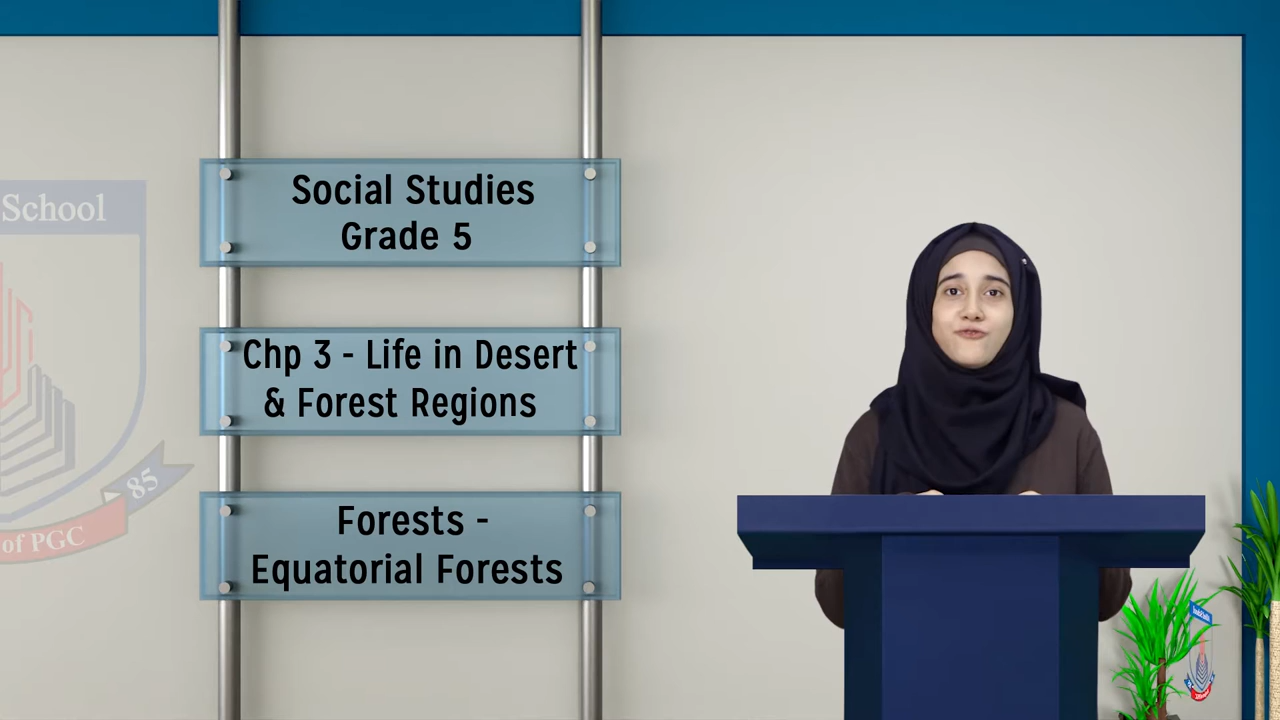 School
85
of PGC
Social Studies
Grade 5
Chp 3 - Life in Desert
& Forest Regions
Forests -
Equatorial Forests